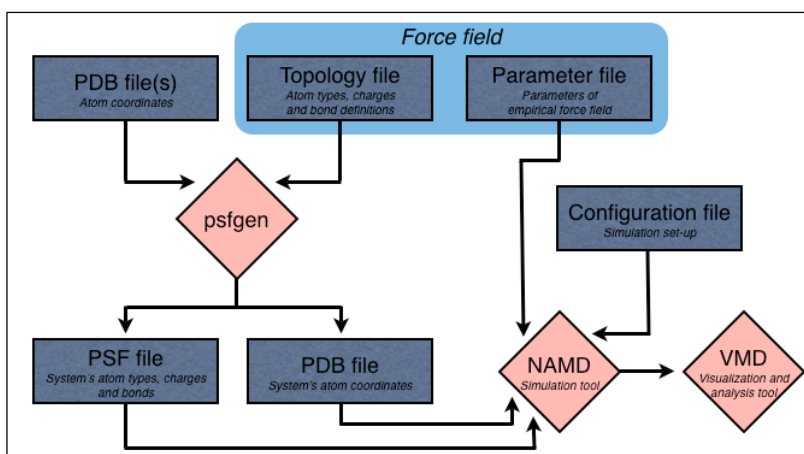 Force field
PDB file(s)
Atom coordinates
Topology file
Atom types, charges
and bond definitions
Parameter file
Parameters of
empirical force field
psfgen
Configuration file
Simulation set-up
PSF file
System's atom types, charges
and bonds
PDB file
System's atom coordinates
NAMD
Simulation tool
VMD
Visualization and
analysis tool